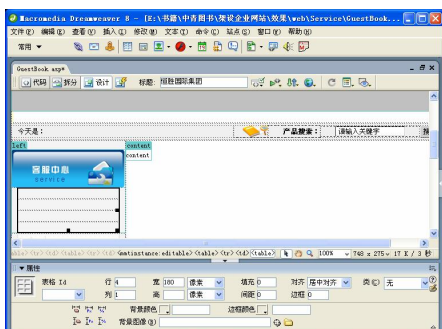 Macromedia Dreamweaver 8 - [E:\书籍\中青图书\架设企业网站\效果\web\Service\GuestBook...
文件(F) 编辑(E) 查看(V) 插入(I) 修改(M) 文本(T) 命令(C) 站点(S) 窗口(W) 帮助(H)
常用
GuestBook.asp*
代码 拆分 设计 标题: 恒胜国际集团
今天是: 产品搜索: 请输入关键字 搜
left content
content
客服中心
service
<mmtinstance:editable> <table> <tr> <td> <table> 100% 748 x 275 17 K / 3 秒
属性
表格 Id 行 4 宽 180 像素 填充 0 对齐 居中对齐 类(C) 无
列 1 高 像素 间距 0 边框 0
背景颜色 边框颜色
背景图像(B)